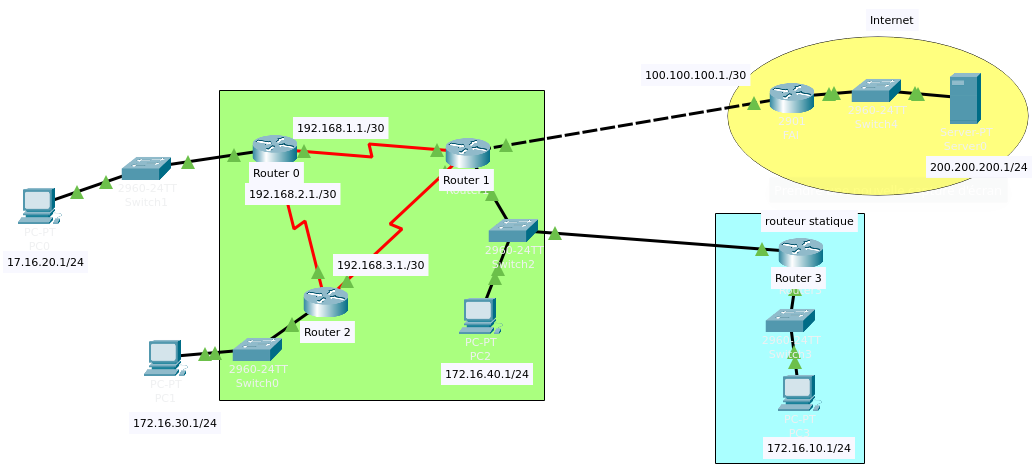 Internet
100.100.100.1./30
2960-24TT
Server-PT
200.200.200.1/24
192.168.1.1./30
Router 0
Router 1
192.168.2.1./30
2960-24TT
Switch1
PC-PT
PC0
17.16.20.1/24
routeur statique
2960-24TT
Switch2
Router 3
192.168.3.1./30
Router 2
2960-24TT
Switch0
PC-PT
PC2
172.16.40.1/24
PC-PT
PC1
172.16.30.1/24
2960-24TT
PC-PT
172.16.10.1/24